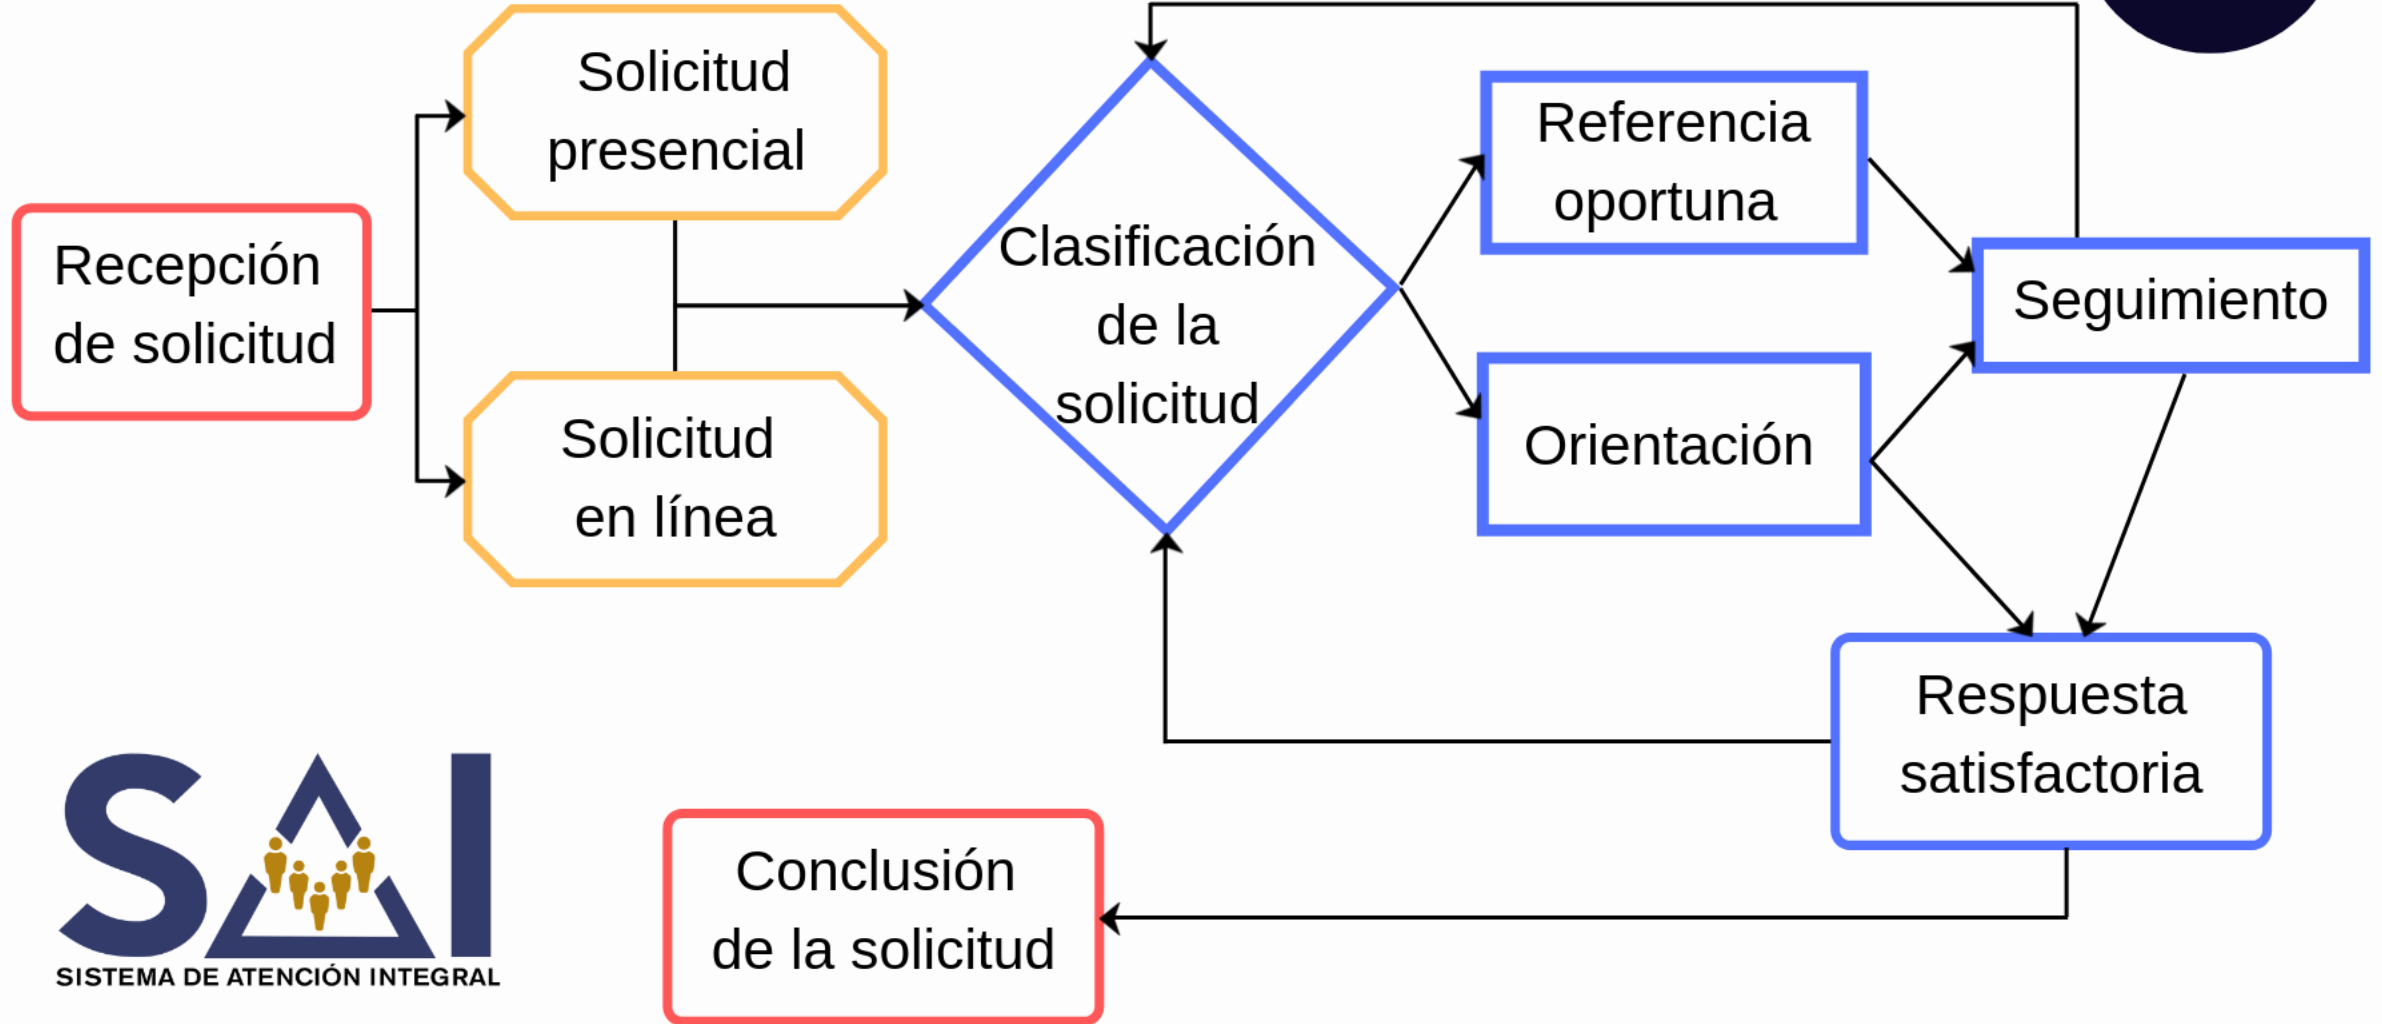 Solicitud
presencial
Recepción
de solicitud
Solicitud
en línea
Clasificación
de la
solicitud
Referencia
oportuna
Orientación
Seguimiento
Respuesta
satisfactoria
Conclusión
de la solicitud
SAI
SISTEMA DE ATENCIÓN INTEGRAL